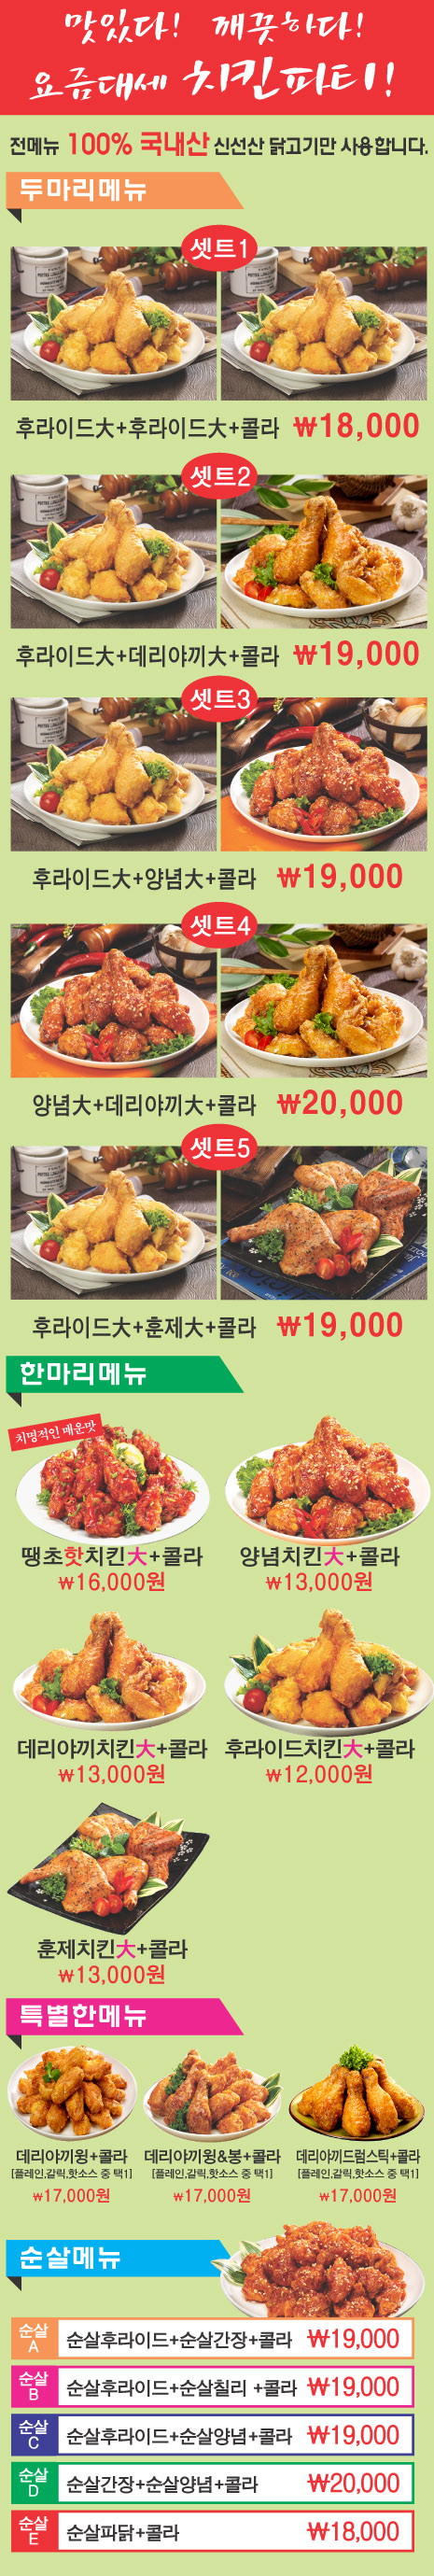 맛있다! 깨끗하다!
요즘대세 치킨파티!
전메뉴 100% 국내산 신선산 닭고기만 사용합니다.
두마리메뉴
셋트1
후라이드大+후라이드大+콜라 ₩18,000
셋트2
후라이드大+데리야끼大+콜라 ₩19,000
셋트3
후라이드大+양념大+콜라 ₩19,000
셋트4
양념大+데리야끼大+콜라 ₩20,000
셋트5
후라이드大+훈제大+콜라 ₩19,000
한마리메뉴
치명적인 매운맛
땡초핫치킨大+콜라 양념치킨大+콜라
₩16,000원 ₩13,000원
데리야끼치킨大+콜라 후라이드치킨大+콜라
₩13,000원 ₩12,000원
훈제치킨大+콜라
₩13,000원
특별한메뉴
데리야끼윙+콜라 데리야끼윙&봉+콜라 데리야끼드럼스틱+콜라
[플레인,갈릭,핫소스 중 택1] [플레인,갈릭,핫소스 중 택1] [플레인,갈릭,핫소스 중 택1]
₩17,000원 ₩17,000원 ₩17,000원
순살메뉴
순살 A 순살후라이드+순살간장+콜라 ₩19,000
순살 B 순살후라이드+순살칠리 +콜라 ₩19,000
순살 C 순살후라이드+순살양념+콜라 ₩19,000
순살 D 순살간장+순살양념+콜라 ₩20,000
순살 E 순살파닭+콜라 ₩18,000